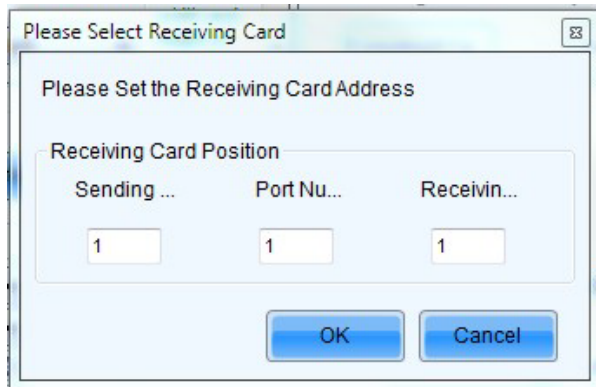 Please Select Receiving Card
Please Set the Receiving Card Address
Receiving Card Position
Sending ... Port Nu... Receivin...
1 1 1
OK Cancel